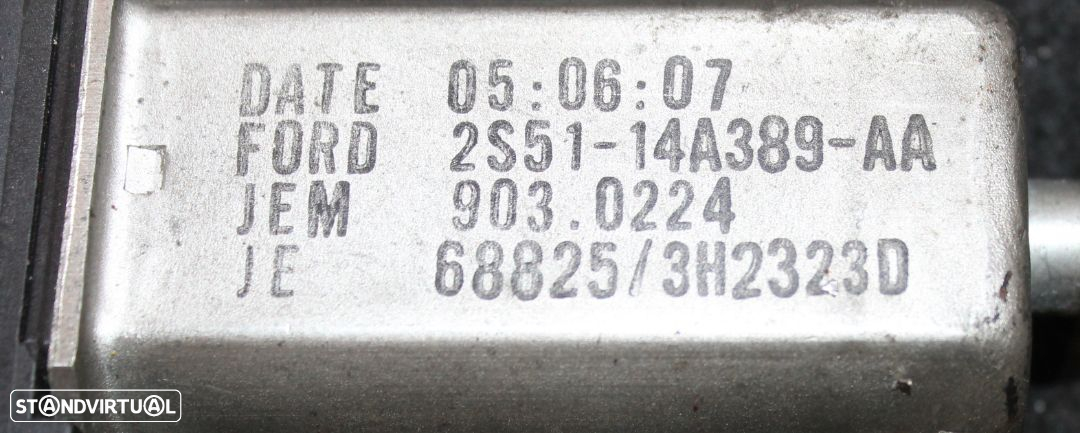 DATE 05:06:07
FORD 2S51-14A389-AA
JEM 903.0224
JE 68825/3H2323D
STANDVIRTUAL